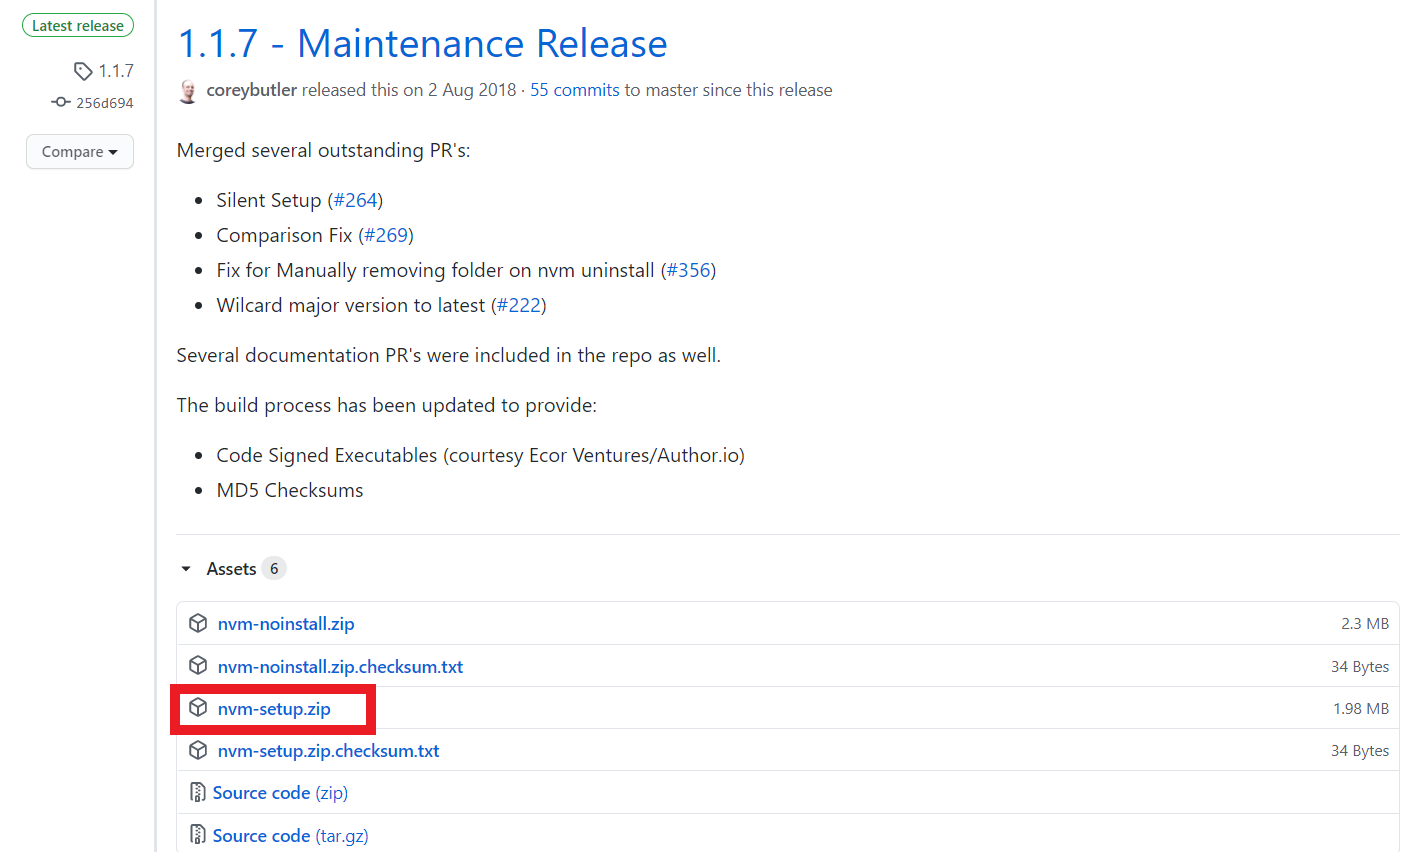 Latest release
1.1.7
256d694
Compare
1.1.7 - Maintenance Release
coreybutler released this on 2 Aug 2018 · 55 commits to master since this release
Merged several outstanding PR's:
• Silent Setup (#264)
• Comparison Fix (#269)
• Fix for Manually removing folder on nvm uninstall (#356)
• Wilcard major version to latest (#222)
Several documentation PR's were included in the repo as well.
The build process has been updated to provide:
• Code Signed Executables (courtesy Ecor Ventures/Author.io)
• MD5 Checksums
Assets 6
nvm-noinstall.zip 2.3 MB
nvm-noinstall.zip.checksum.txt 34 Bytes
nvm-setup.zip 1.98 MB
nvm-setup.zip.checksum.txt 34 Bytes
Source code (zip)
Source code (tar.gz)